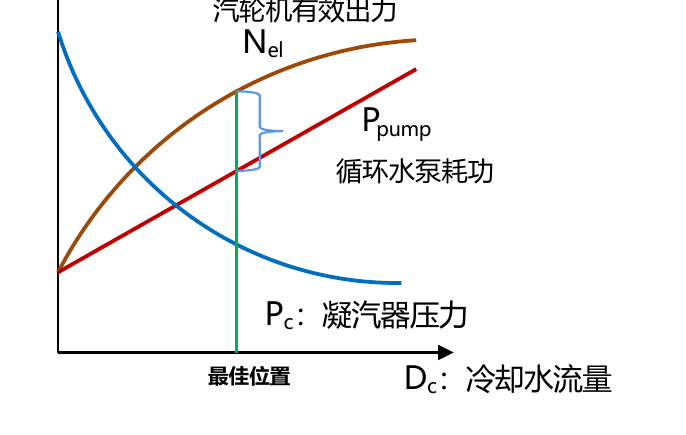 汽轮机有效出力
Nel
Ppump
循环水泵耗功
Pc：凝汽器压力
最佳位置
Dc：冷却水流量